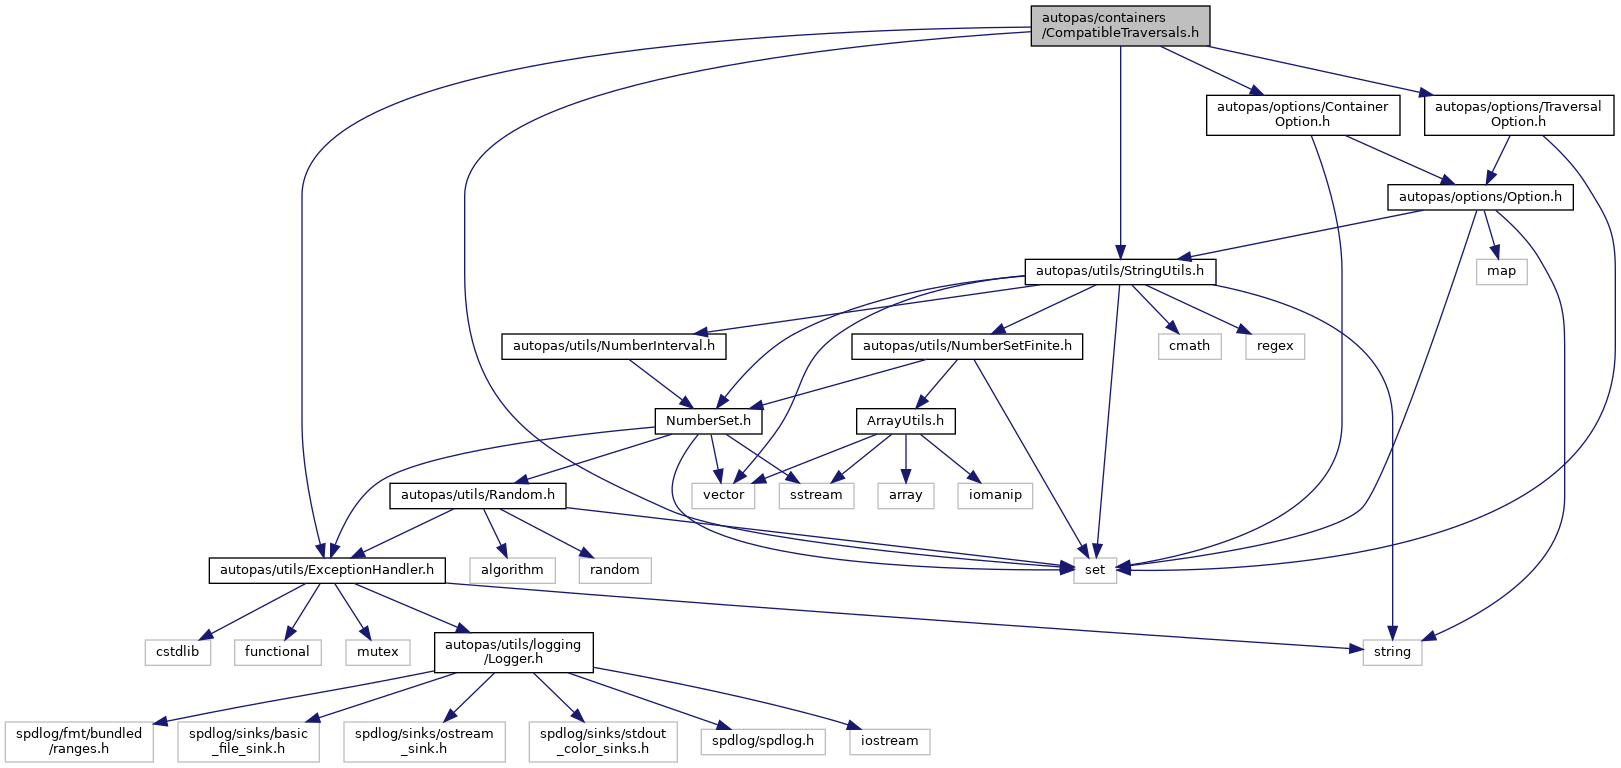 autopas/containers
/CompatibleTraversals.h
autopas/options/Container
Option.h
autopas/options/Traversal
Option.h
autopas/options/Option.h
autopas/utils/StringUtils.h
map
autopas/utils/NumberInterval.h
autopas/utils/NumberSetFinite.h
cmath
regex
NumberSet.h
ArrayUtils.h
autopas/utils/Random.h
vector
sstream
array
iomanip
autopas/utils/ExceptionHandler.h
algorithm
random
set
cstdlib
functional
mutex
autopas/utils/logging
/Logger.h
string
spdlog/fmt/bundled
/ranges.h
spdlog/sinks/basic
_file_sink.h
spdlog/sinks/ostream
_sink.h
spdlog/sinks/stdout
_color_sinks.h
spdlog/spdlog.h
iostream